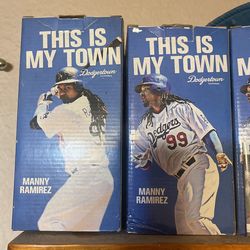 THIS IS
MY TOWN
Dodgertown
MANNY
RAMIREZ
THIS IS
MY TOWN
Dodgertown
Dodgers
99
MANNY
RAMIREZ